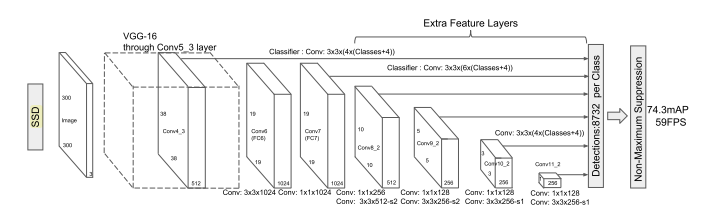 Extra Feature Layers
VGG-16
through Conv5_3 layer
Classifier : Conv: 3x3x(4x(Classes+4))
Classifier : Conv: 3x3x(6x(Classes+4))
Conv: 3x3x(4x(Classes+4))
SSD
300
Image
300
3
38
Conv4_3
38
512
19
Conv6
(FC6)
19
1024
19
Conv7
(FC7)
19
1024
10
Conv8_2
10
512
5
Conv9_2
5
256
3
Conv10_2
3
256
Conv11_2
256
Detections:8732 per Class
Non-Maximum Suppression
74.3mAP
59FPS
Conv: 3x3x1024
Conv: 1x1x1024
Conv: 1x1x256
Conv: 3x3x512-s2
Conv: 1x1x128
Conv: 3x3x256-s2
Conv: 1x1x128
Conv: 3x3x256-s1
Conv: 1x1x128
Conv: 3x3x256-s1